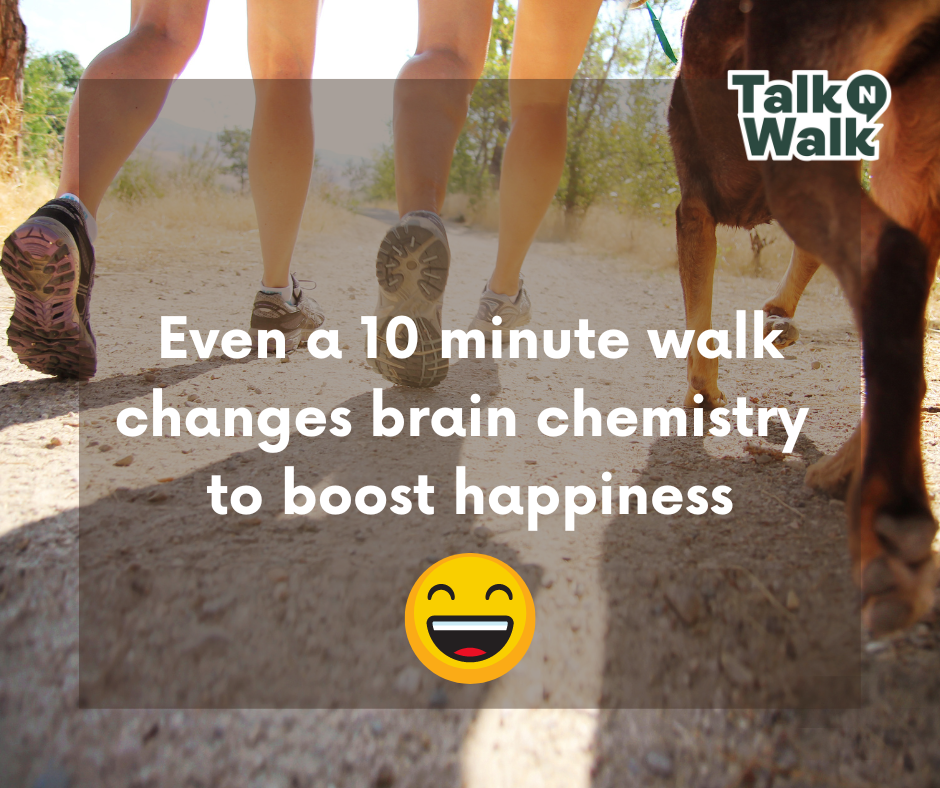 Talk N
Walk
Even a 10 minute walk
changes brain chemistry
to boost happiness